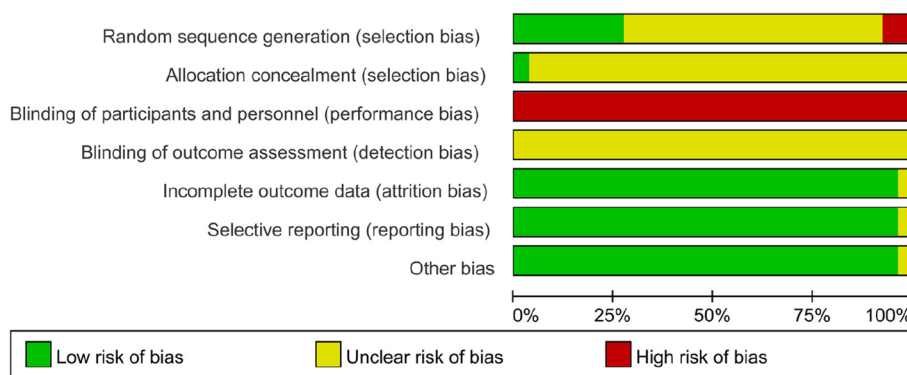 Random sequence generation (selection bias)
Allocation concealment (selection bias)
Blinding of participants and personnel (performance bias)
Blinding of outcome assessment (detection bias)
Incomplete outcome data (attrition bias)
Selective reporting (reporting bias)
Other bias
0% 25% 50% 75% 100%
Low risk of bias Unclear risk of bias High risk of bias